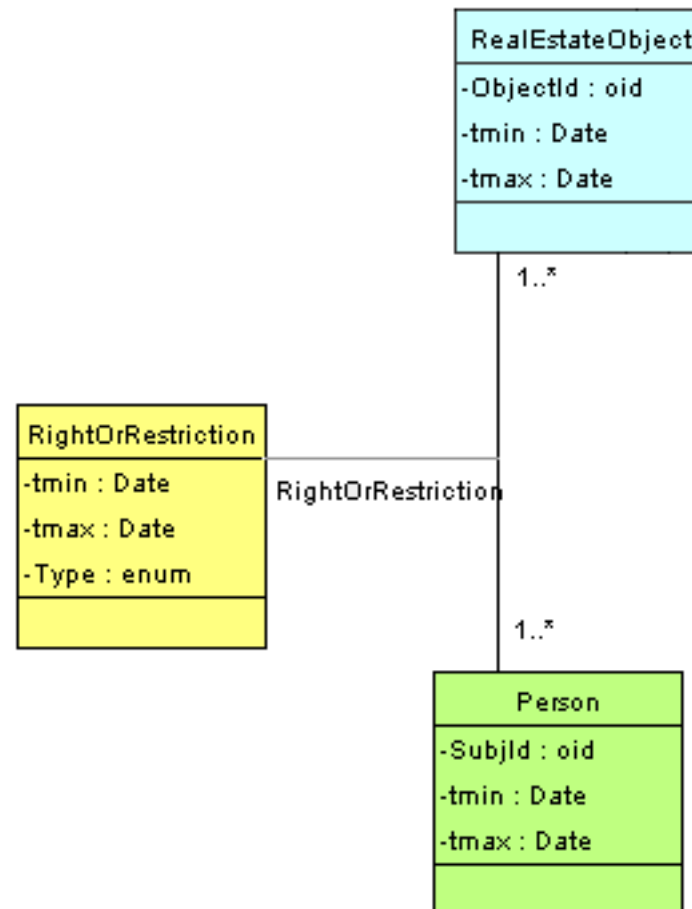 RealEstateObject
-ObjectId : oid
-tmin : Date
-tmax : Date
1..*
RightOrRestriction
-tmin : Date
-tmax : Date
-Type : enum
RightOrRestriction
1..*
Person
-SubjId : oid
-tmin : Date
-tmax : Date